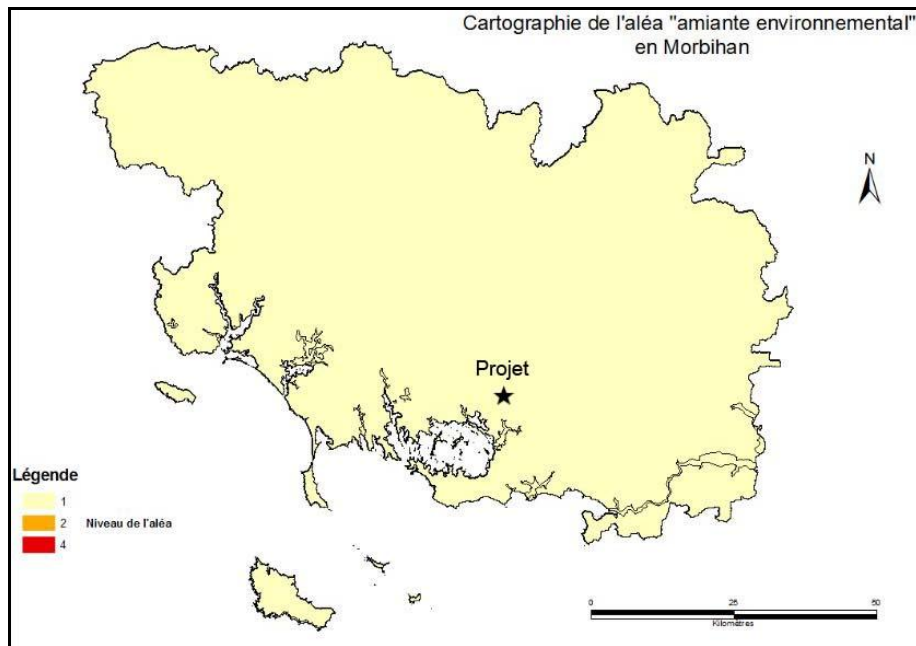 Cartographie de l'aléa "amiante environnemental"
en Morbihan
N
Projet
Légende
1
2 Niveau de l'aléa
4
0 25 50
Kilomètres